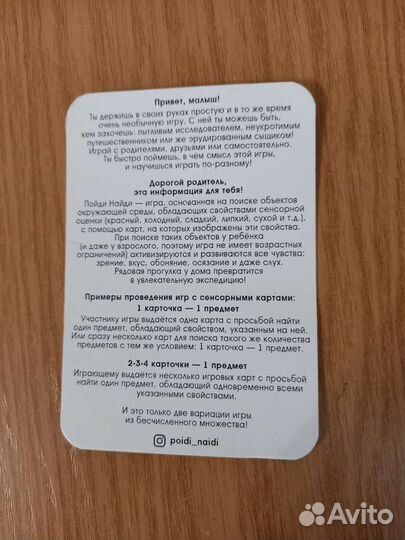 Привет, малыш!
Ты держишь в своих руках простую и в то же время
очень необычную игру. С ней ты можешь быть,
кем захочешь: пытливым исследователем, неукротимым
путешественником или же эрудированным сыщиком!
Играй с родителями, друзьями или самостоятельно.
Ты быстро поймешь, в чём смысл этой игры,
и научишься играть по-разному!
Дорогой родитель,
эта информация для тебя!
Пойди Найди — игра, основанная на поиске объектов
окружающей среды, обладающих свойствами сенсорной
оценки (красный, холодный, сладкий, липкий, сухой и т.д.),
с помощью карт, на которых изображены эти свойства.
При поиске таких объектов у ребёнка
(и даже у взрослого, поэтому игра не имеет возрастных
ограничений) активизируются и развиваются все чувства:
зрение, вкус, обоняние, осязание и даже слух.
Рядовая прогулка у дома превратится
в увлекательную экспедицию!
Примеры проведения игр с сенсорными картами:
1 карточка — 1 предмет
Участнику игры выдаётся одна карта с просьбой найти
один предмет, обладающий свойством, указанным на ней.
Или сразу несколько карт для поиска такого же количества
предметов с тем же условием: 1 карточка — 1 предмет.
2-3-4 карточки — 1 предмет
Играющему выдаётся несколько игровых карт с просьбой
найти один предмет, обладающий одновременно всеми
указанными свойствами.
И это только две вариации игры
из бесчисленного множества!
poidi_naidi
Avito